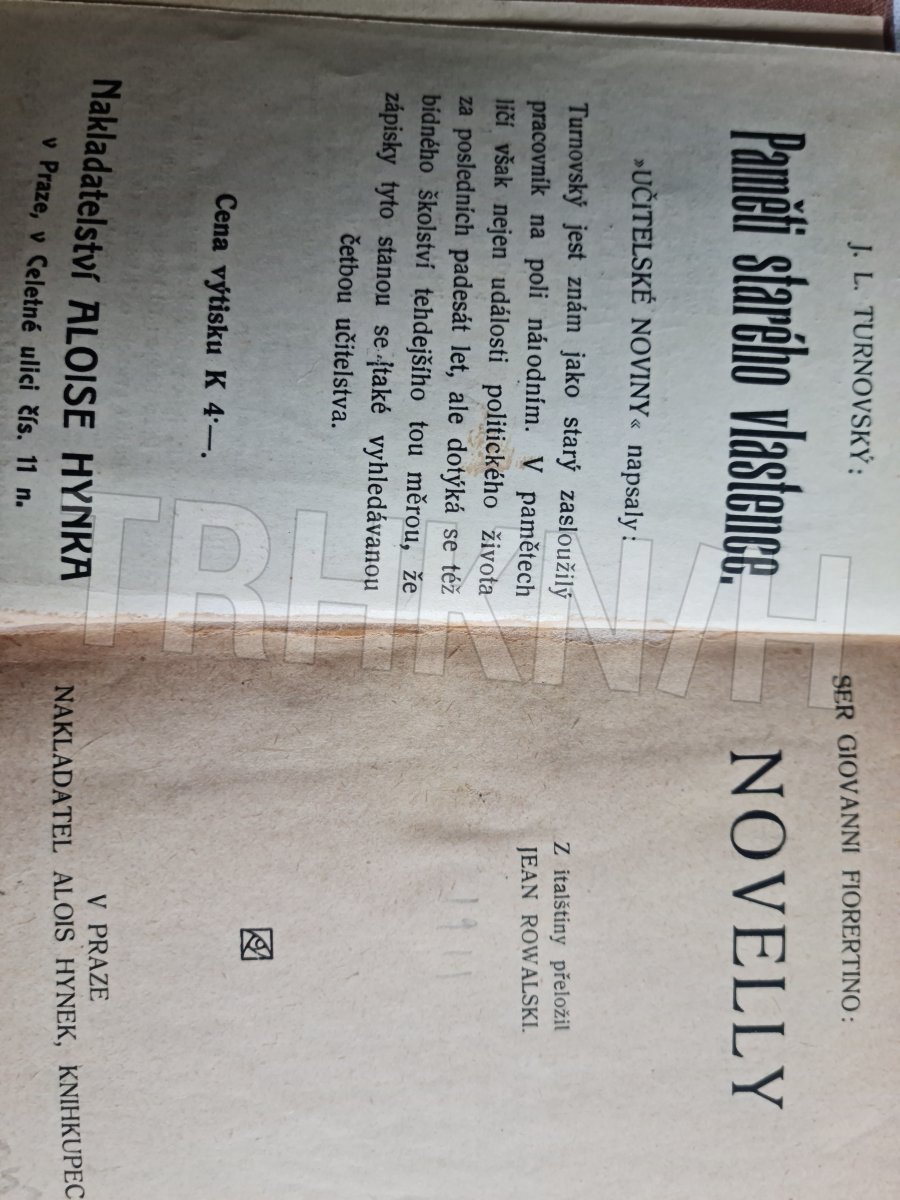 J. L. TURNOVSKÝ:
Paměti starého vlastence.
»UČITELSKÉ NOVINY« napsaly:
Turnovský jest znám jako starý zasloužilý
pracovník na poli národním. V pamětech
líčí však nejen události politického života
za posledních padesát let, ale dotýká se též
bídného školství tehdejšího tou měrou, že
zápisky tyto stanou se také vyhledávanou
četbou učitelstva.
Cena výtisku K 4·—.
Nakladatelství ALOISE HYNKA
v Praze, v Celetné ulici čís. 11 n.
SER GIOVANNI FIORERTINO:
NOVELLY
Z italštiny přeložil
JEAN ROWALSKI.
V PRAZE
NAKLADATEL ALOIS HYNEK, KNIHKUPEC